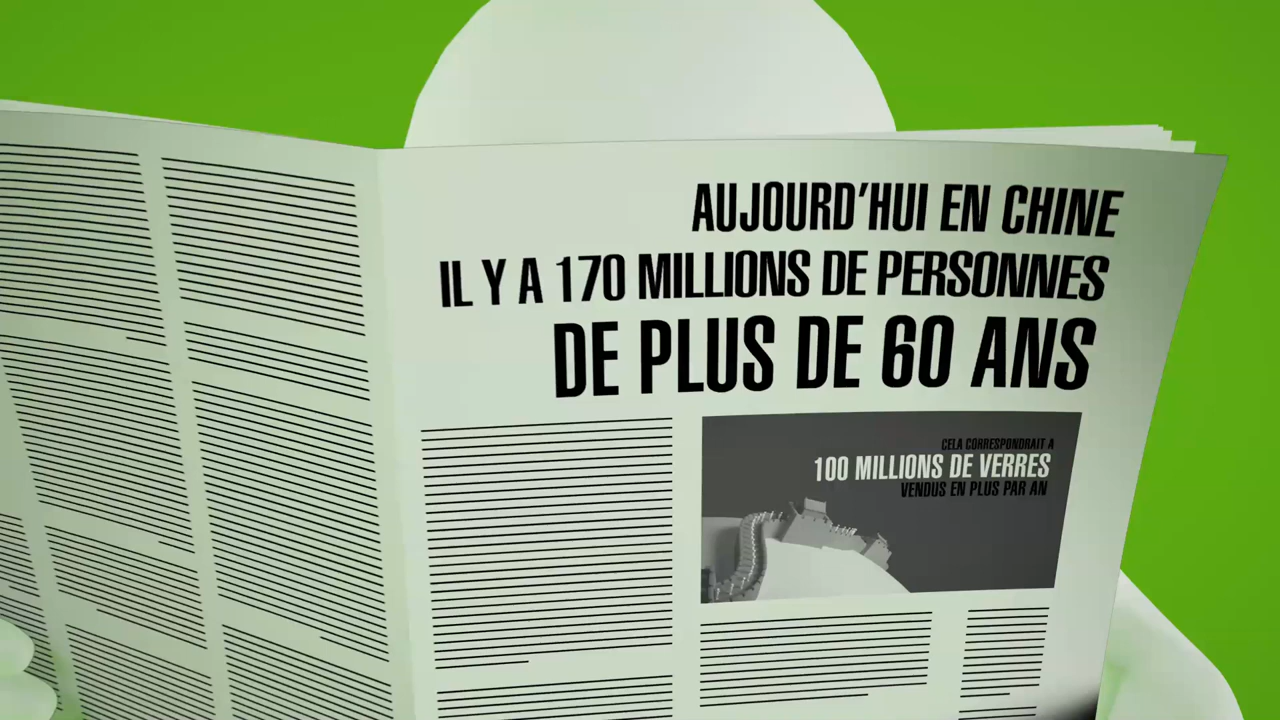 AUJOURD'HUI EN CHINE
IL Y A 170 MILLIONS DE PERSONNES
DE PLUS DE 60 ANS
CELA CORRESPONDRAIT A
100 MILLIONS DE VERRES
VENDUS EN PLUS PAR AN